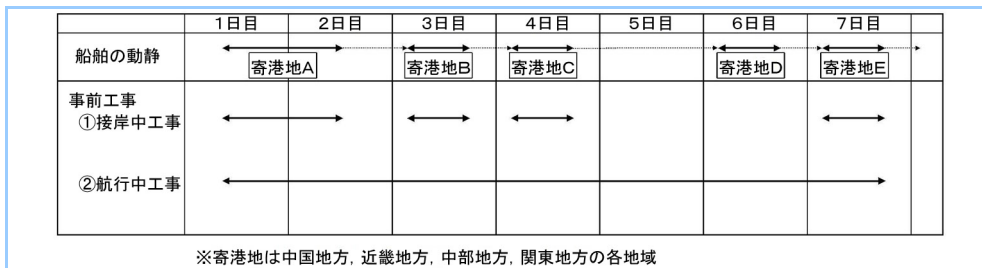 1日目 2日目 3日目 4日目 5日目 6日目 7日目
船舶の動静
寄港地A 寄港地B 寄港地C 寄港地D 寄港地E
事前工事
①接岸中工事
②航行中工事
※寄港地は中国地方，近畿地方，中部地方，関東地方の各地域